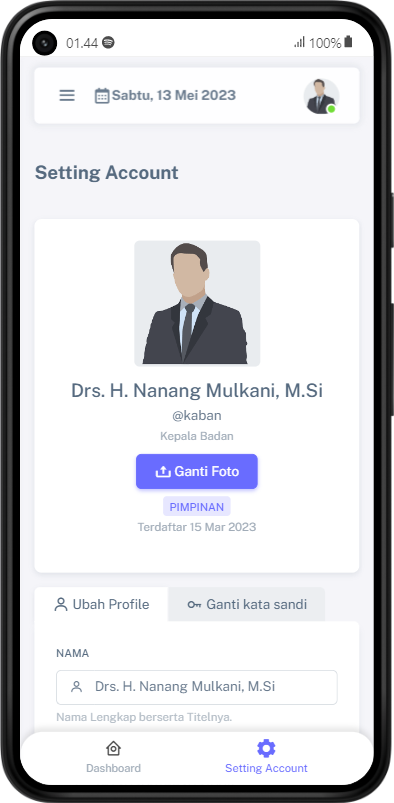 01.44
100%
Sabtu, 13 Mei 2023
Setting Account
Drs. H. Nanang Mulkani, M.Si
@kaban
Kepala Badan
Ganti Foto
PIMPINAN
Terdaftar 15 Mar 2023
Ubah Profile
Ganti kata sandi
NAMA
Drs. H. Nanang Mulkani, M.Si
Nama Lengkap berserta Titelnya.
Dashboard
Setting Account